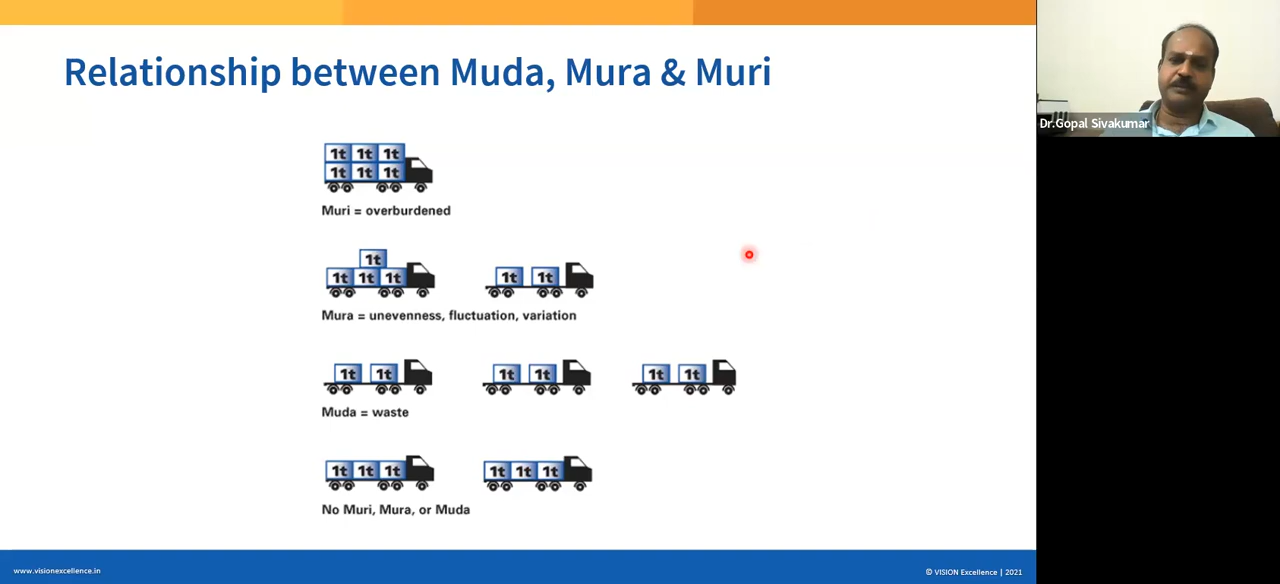 Relationship between Muda, Mura & Muri
Dr.Gopal Sivakumar
1t 1t 1t
1t 1t 1t
Muri = overburdened
1t
1t 1t 1t 1t 1t
Mura = unevenness, fluctuation, variation
1t 1t 1t 1t 1t 1t
Muda = waste
1t 1t 1t 1t 1t 1t
No Muri, Mura, or Muda
www.visionexcellence.in
© VISION Excellence | 2021